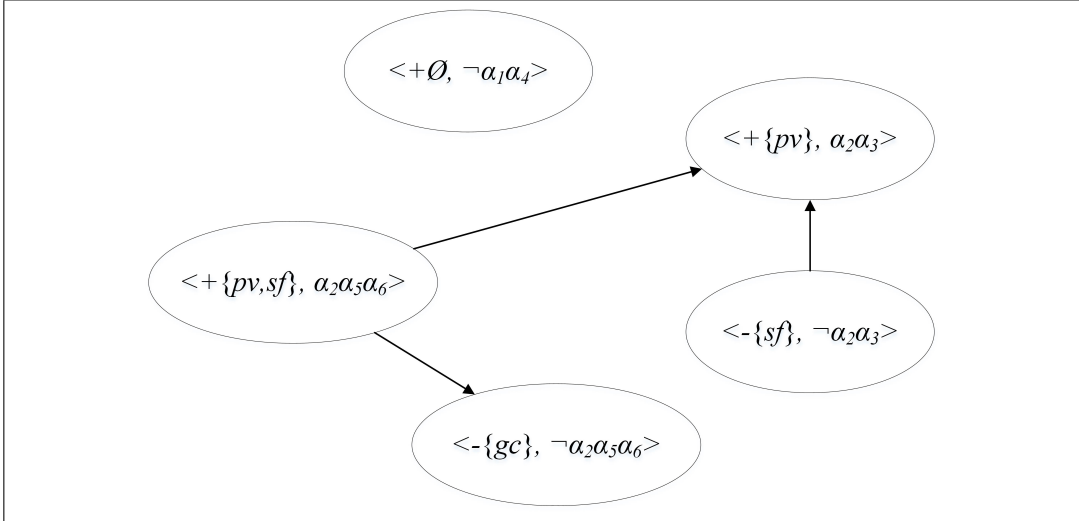 <+Ø, ¬α₁α₄>
<+{pv}, α₂α₃>
<+{pv,sf}, α₂α₅α₆>
<-{sf}, ¬α₂α₃>
<-{gc}, ¬α₂α₅α₆>